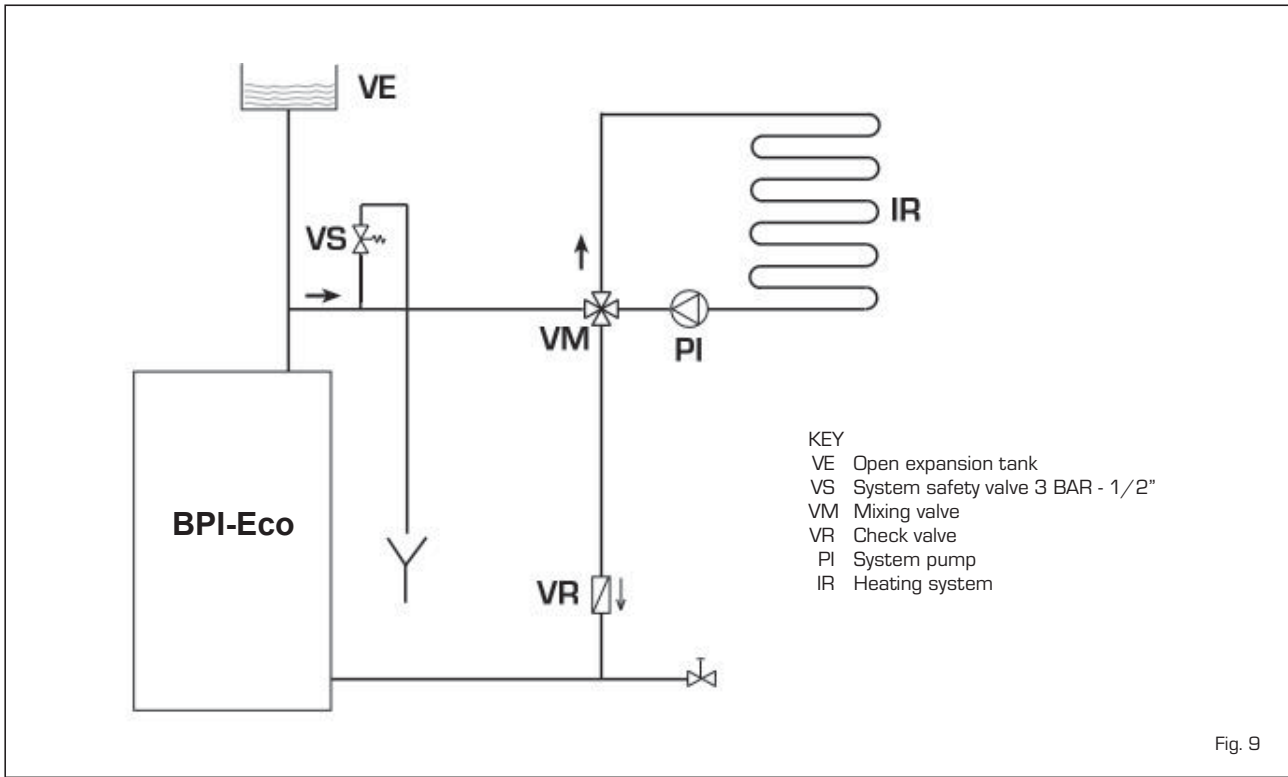 VE
VS
IR
VM
PI
BPI-Eco
VR
KEY
VE Open expansion tank
VS System safety valve 3 BAR - 1/2”
VM Mixing valve
VR Check valve
PI System pump
IR Heating system
Fig. 9